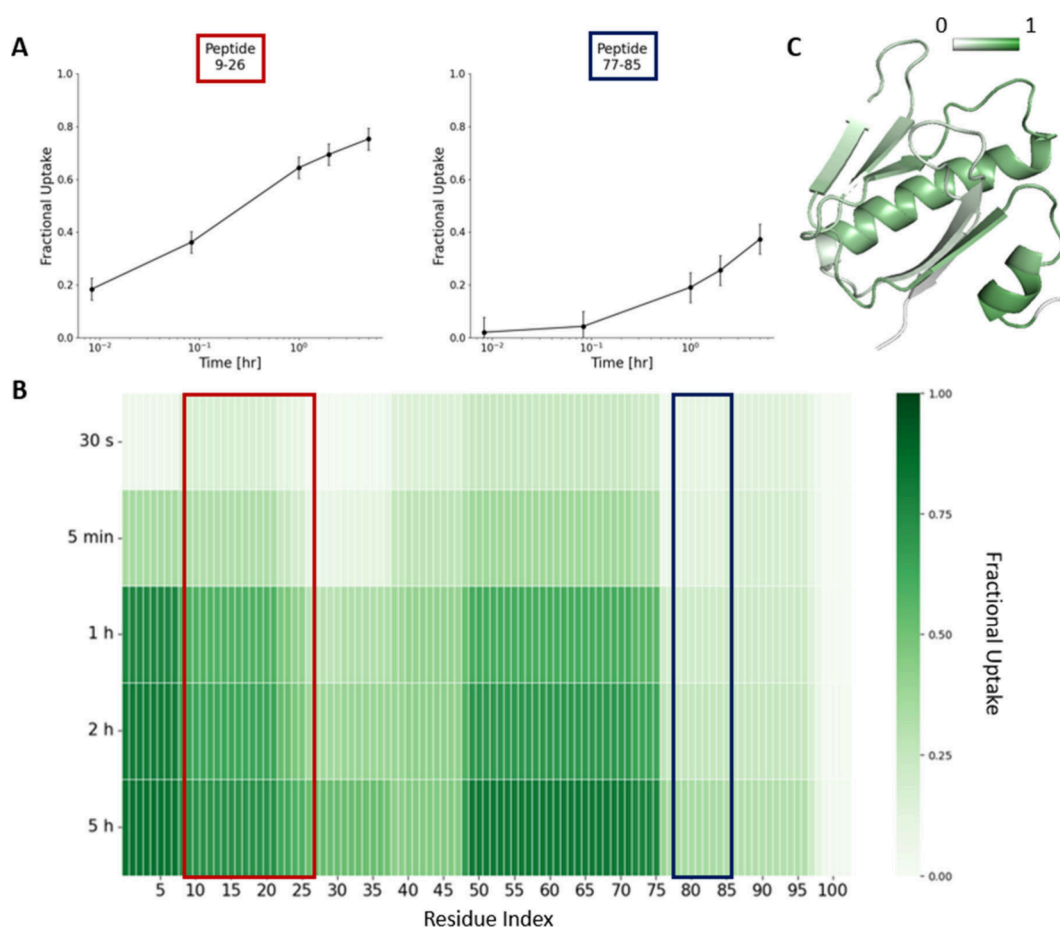 A
Peptide
9-26
Peptide
77-85
C
0 1
1.0
0.8
0.6
0.4
0.2
0.0
Fractional Uptake
10⁻² 10⁻¹ 10⁰
Time [hr]
1.0
0.8
0.6
0.4
0.2
0.0
Fractional Uptake
10⁻² 10⁻¹ 10⁰
Time [hr]
B
30 s
5 min
1 h
2 h
5 h
5 10 15 20 25 30 35 40 45 50 55 60 65 70 75 80 85 90 95 100
Residue Index
1.00
0.75
0.50
0.25
0.00
Fractional Uptake